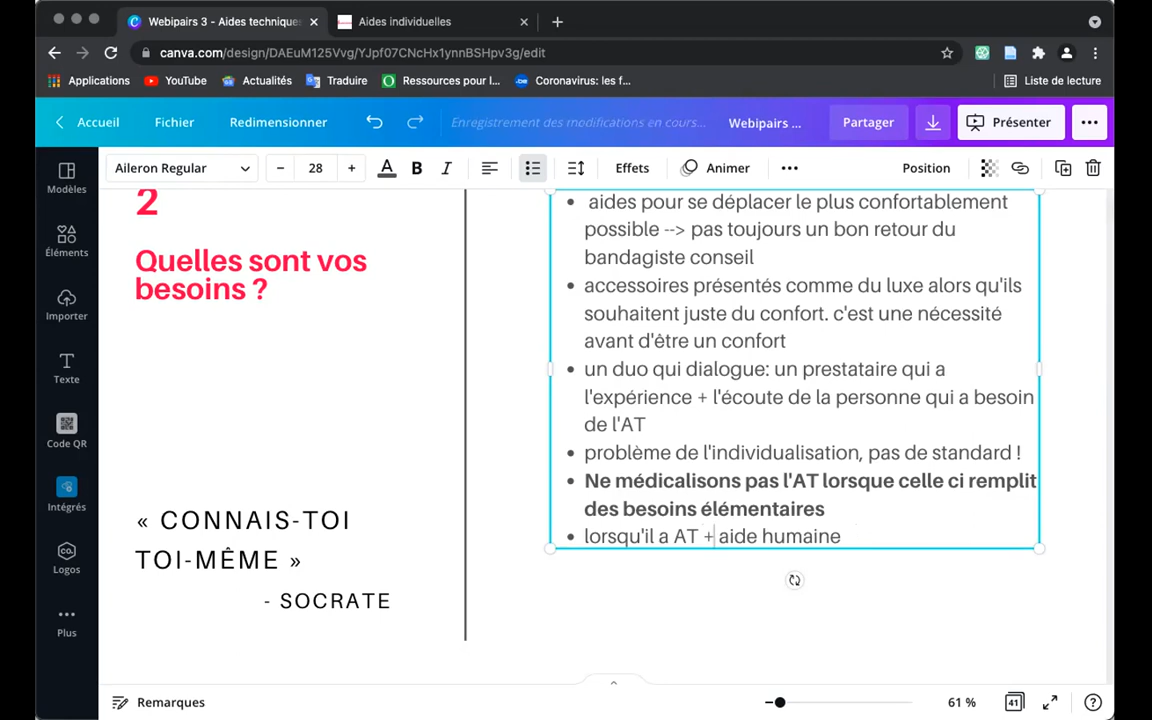 Webipairs 3 - Aides techniques
Aides individuelles
canva.com/design/DAEuM125Vvg/YJpf07CNcHx1ynnBSHpv3g/edit
Applications
YouTube
Actualités
Traduire
Ressources pour l...
Coronavirus: les f...
Liste de lecture
Accueil
Fichier
Redimensionner
Enregistrement des modifications en cours...
Webipairs ...
Partager
Présenter
Aileron Regular
28
Effets
Animer
Position
Modèles
Éléments
Importer
Texte
Code QR
Intégrés
Logos
Plus
2
Quelles sont vos
besoins ?
« CONNAIS-TOI
TOI-MÊME »
- SOCRATE
• aides pour se déplacer le plus confortablement
possible --> pas toujours un bon retour du
bandagiste conseil
• accessoires présentés comme du luxe alors qu'ils
souhaitent juste du confort. c'est une nécessité
avant d'être un confort
• un duo qui dialogue: un prestataire qui a
l'expérience + l'écoute de la personne qui a besoin
de l'AT
• problème de l'individualisation, pas de standard !
• Ne médicalisons pas l'AT lorsque celle ci remplit
des besoins élémentaires
• lorsqu'il a AT + aide humaine
Remarques
61 %
41